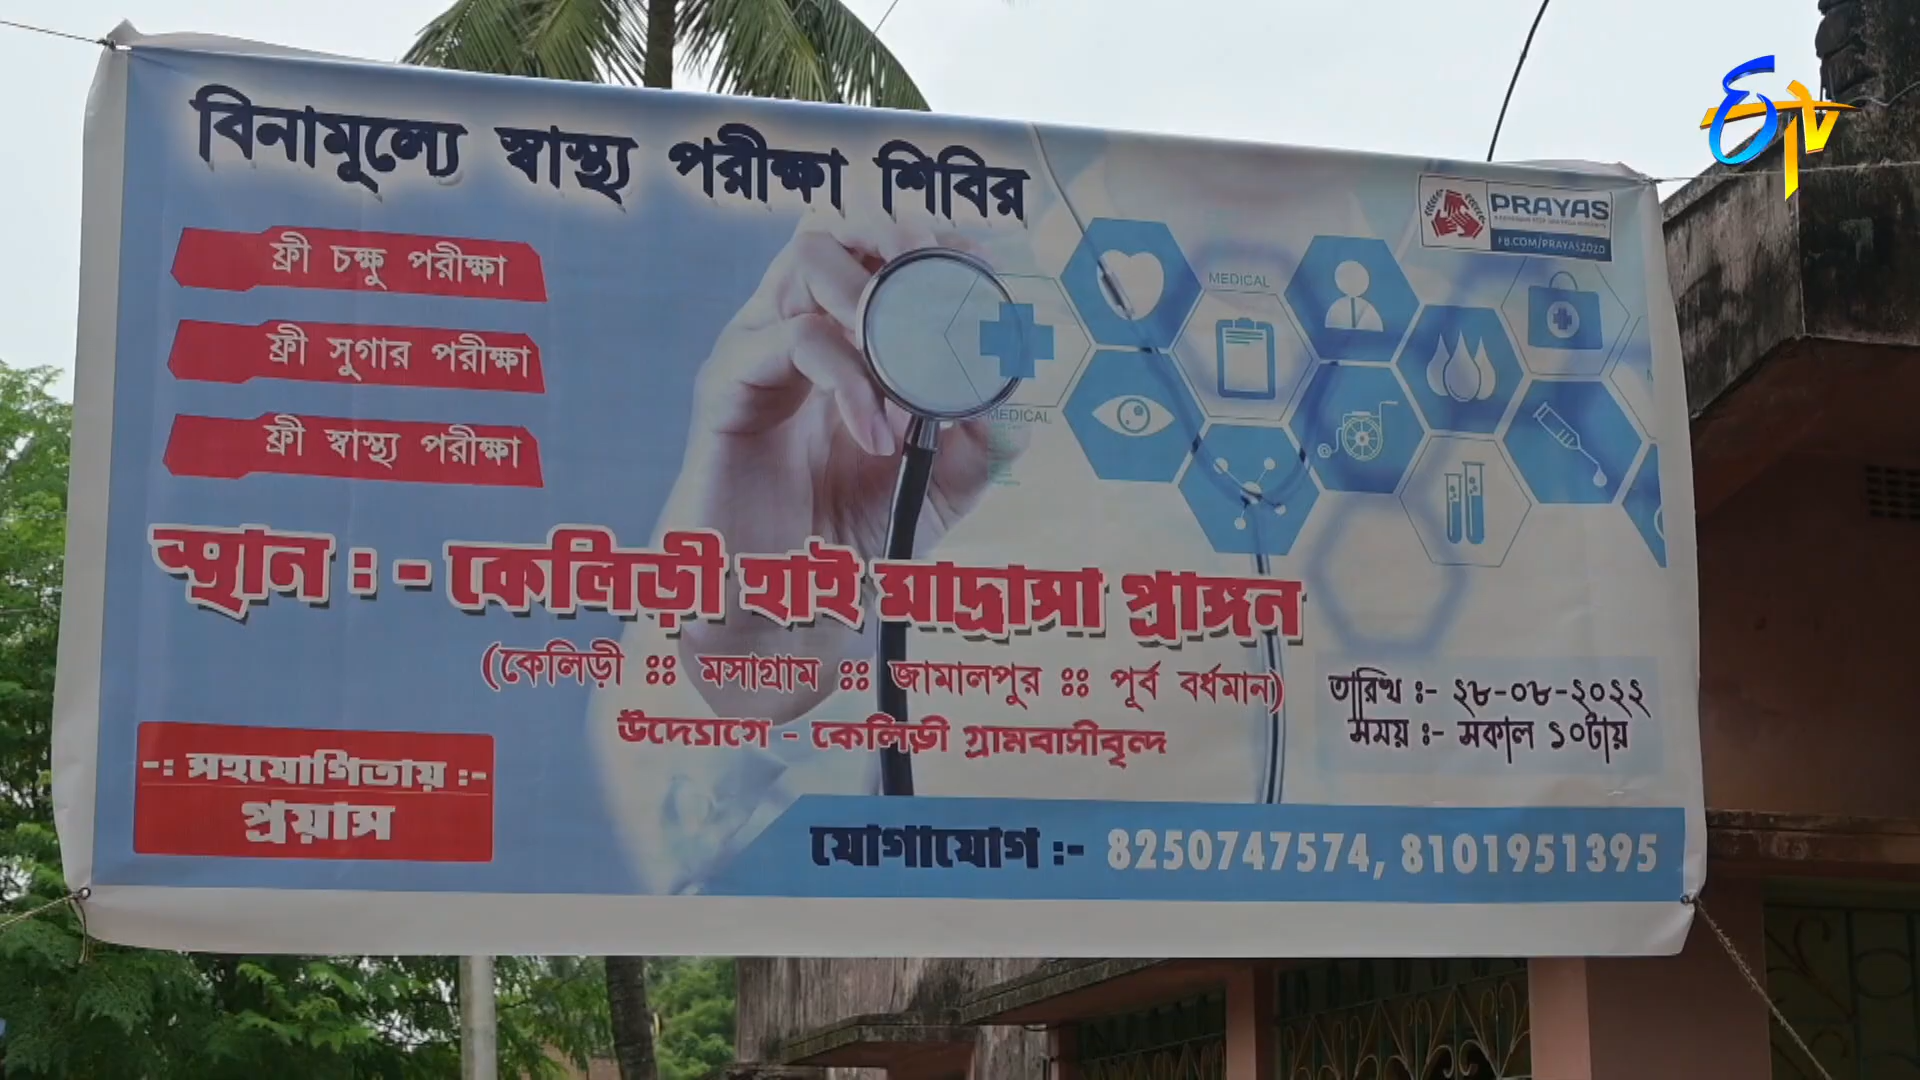 বিনামূল্যে স্বাস্থ্য পরীক্ষা শিবির
ETV
PRAYAS
FB.COM/PRAYAS2020
ফ্রী চক্ষু পরীক্ষা
ফ্রী সুগার পরীক্ষা
ফ্রী স্বাস্থ্য পরীক্ষা
MEDICAL
MEDICAL
স্থান :- কেলিড়ী হাই মাদ্রাসা প্রাঙ্গন
(কেলিড়ী ঃঃ মসাগ্রাম ঃঃ জামালপুর ঃঃ পূর্ব বর্ধমান)
উদ্যোগে - কেলিড়ী গ্রামবাসীবৃন্দ
তারিখ ঃ- ২৮-০৮-২০২২
সময় ঃ- সকাল ১০টায়
-: সহযোগিতায় :-
প্রয়াস
যোগাযোগ :- 8250747574, 8101951395